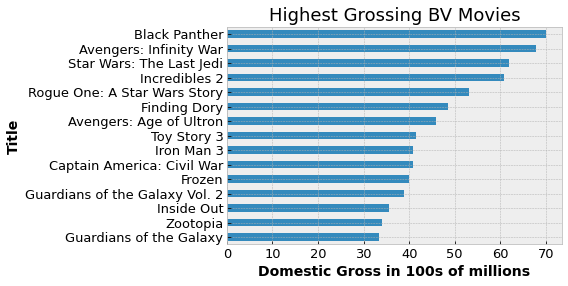 Highest Grossing BV Movies
Black Panther
Avengers: Infinity War
Star Wars: The Last Jedi
Incredibles 2
Rogue One: A Star Wars Story
Finding Dory
Avengers: Age of Ultron
Toy Story 3
Iron Man 3
Captain America: Civil War
Frozen
Guardians of the Galaxy Vol. 2
Inside Out
Zootopia
Guardians of the Galaxy
Title
0 10 20 30 40 50 60 70
Domestic Gross in 100s of millions